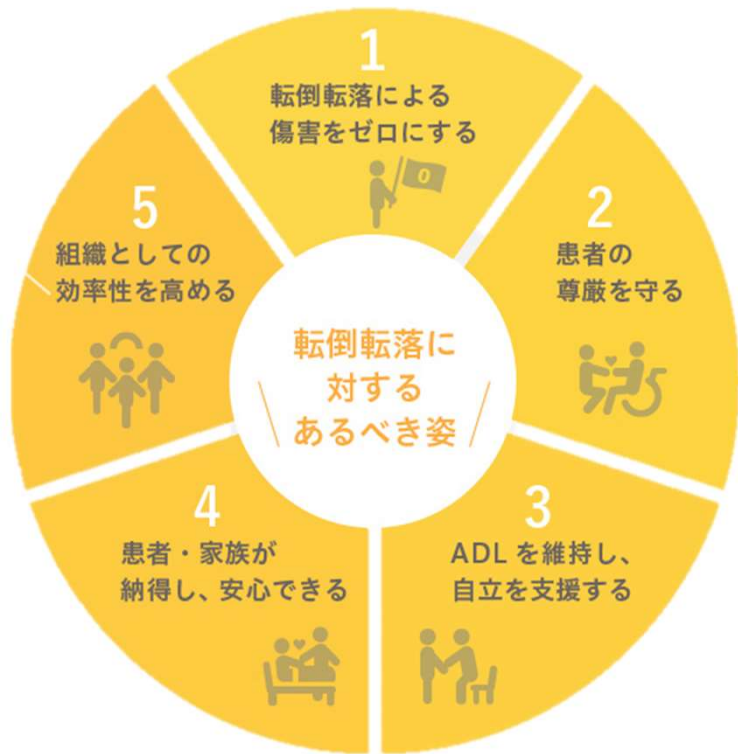 1
転倒転落による
傷害をゼロにする
0
2
患者の
尊厳を守る
3
ADL を維持し、
自立を支援する
4
患者・家族が
納得し、安心できる
5
組織としての
効率性を高める
転倒転落に
対する
あるべき姿